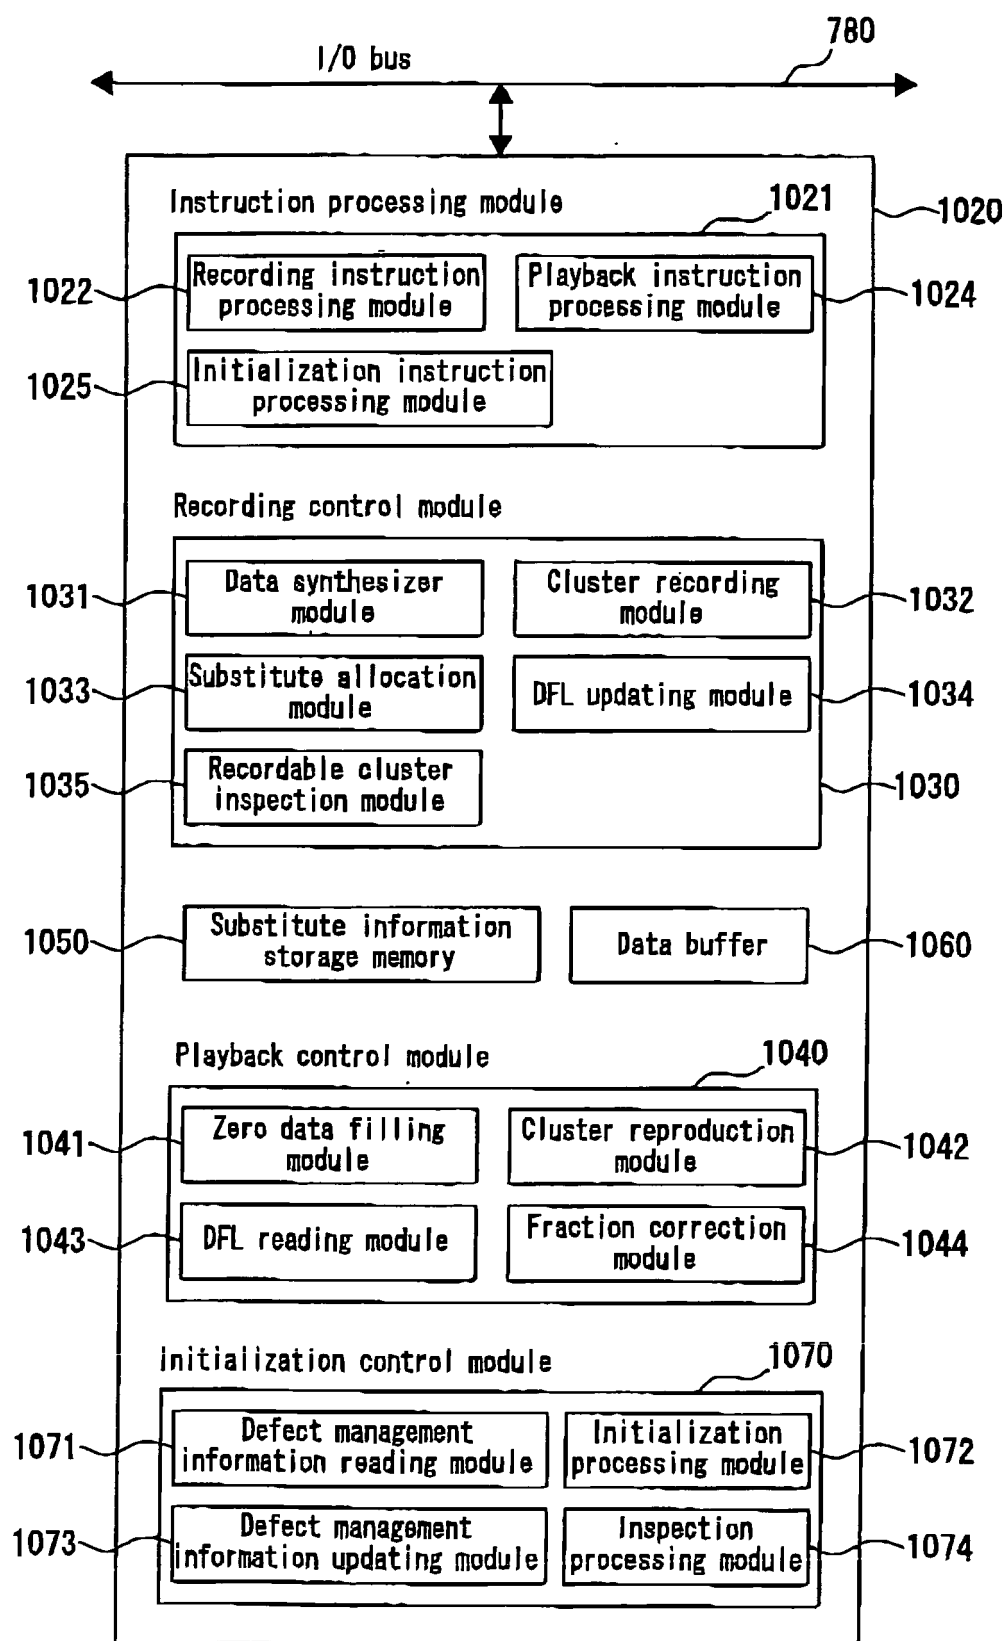 780
I/O bus
Instruction processing module
1021
1020
1022
Recording instruction
processing module
Playback instruction
processing module
1024
1025
Initialization instruction
processing module
Recording control module
1031
Data synthesizer
module
Cluster recording
module
1032
1033
Substitute allocation
module
DFL updating module
1034
1035
Recordable cluster
inspection module
1030
1050
Substitute information
storage memory
Data buffer
1060
Playback control module
1040
1041
Zero data filling
module
Cluster reproduction
module
1042
1043
DFL reading module
Fraction correction
module
1044
Initialization control module
1070
1071
Defect management
information reading module
Initialization
processing module
1072
1073
Defect management
information updating module
Inspection
processing module
1074